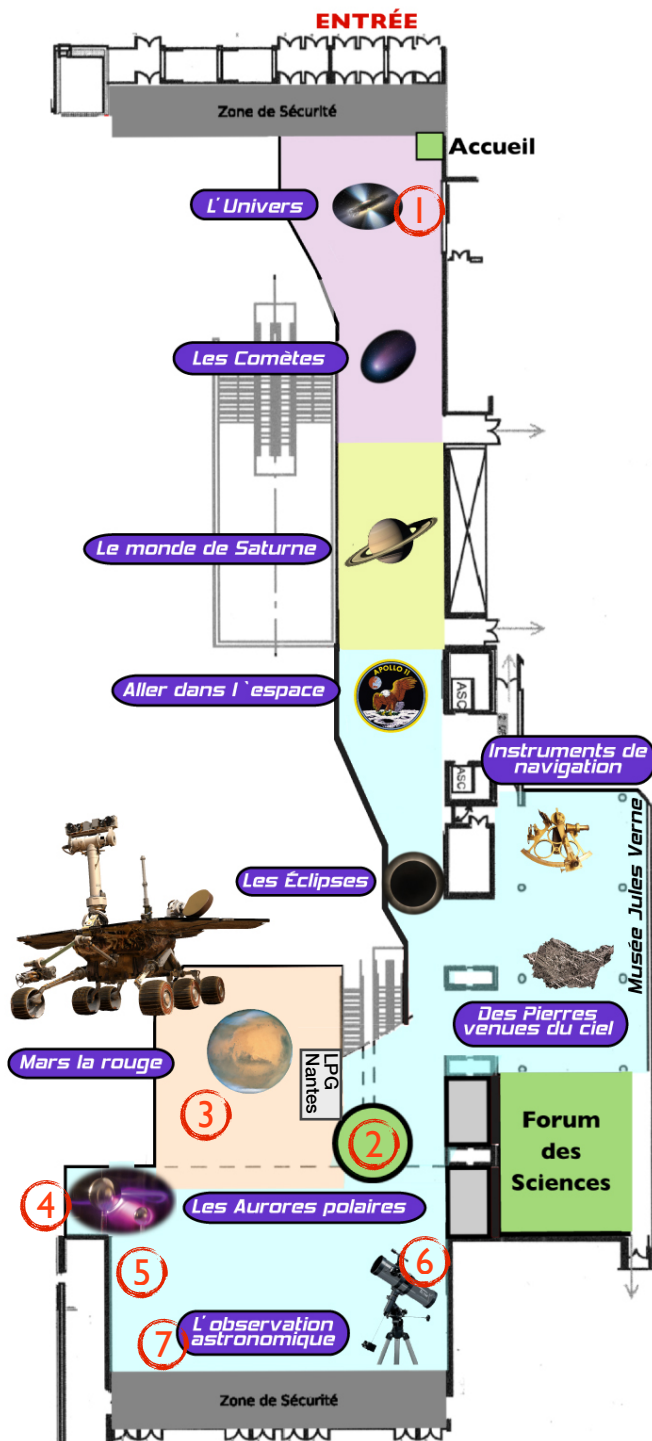 ENTRÉE
Zone de Sécurité
Accueil
L'Univers
1
Les Comètes
Le monde de Saturne
Aller dans l`espace
APOLLO 11
ASC
Instruments de
navigation
ASC
Les Éclipses
Musée Jules Verne
Des Pierres
venues du ciel
Mars la rouge
LPG
Nantes
3
2
Forum
des
Sciences
4
Les Aurores polaires
5
6
L'observation
astronomique
7
Zone de Sécurité